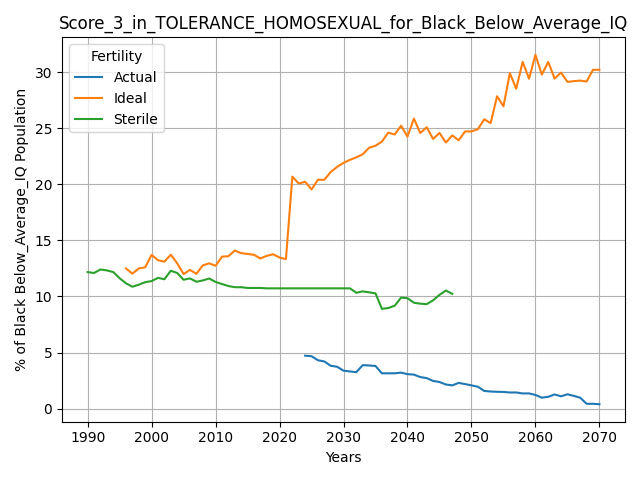 Score_3_in_TOLERANCE_HOMOSEXUAL_for_Black_Below_Average_IQ
Fertility
Actual
Ideal
Sterile
% of Black Below_Average_IQ Population
30
25
20
15
10
5
0
1990 2000 2010 2020 2030 2040 2050 2060 2070
Years